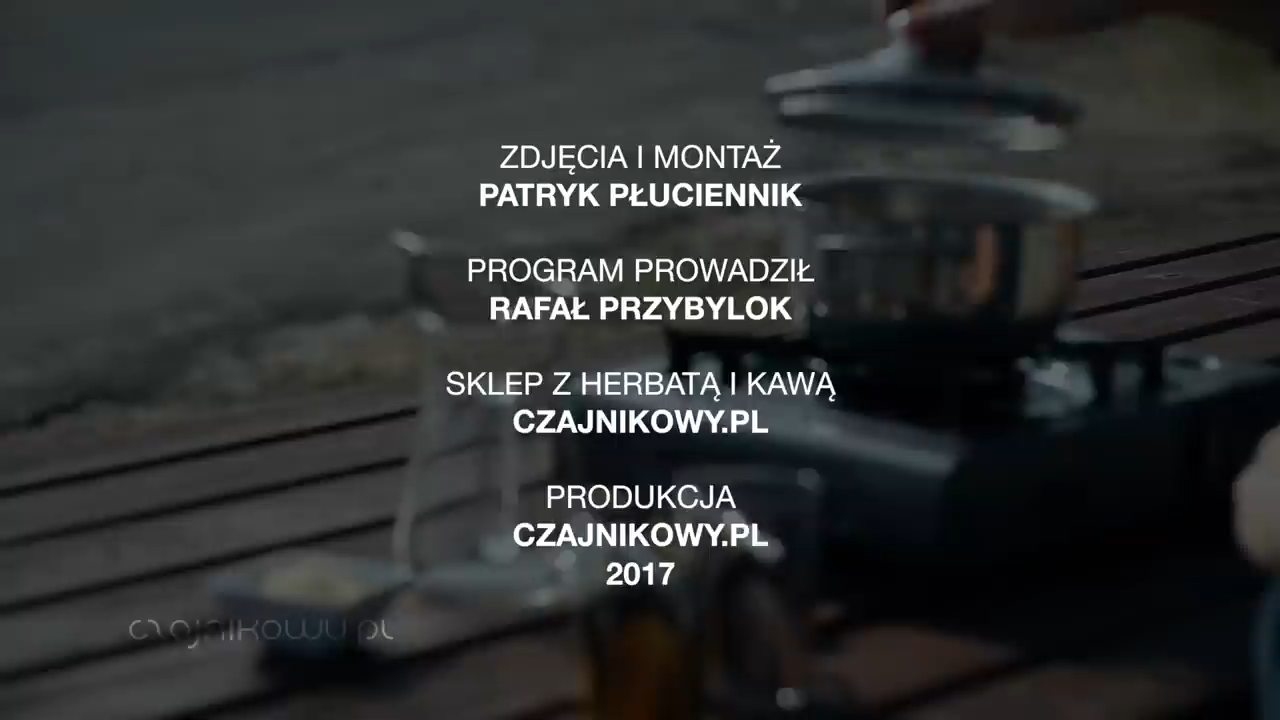 ZDJĘCIA I MONTAŻ
PATRYK PŁUCIENNIK
PROGRAM PROWADZIŁ
RAFAŁ PRZYBYLOK
SKLEP Z HERBATĄ I KAWĄ
CZAJNIKOWY.PL
PRODUKCJA
CZAJNIKOWY.PL
2017
czajnikowy.pl